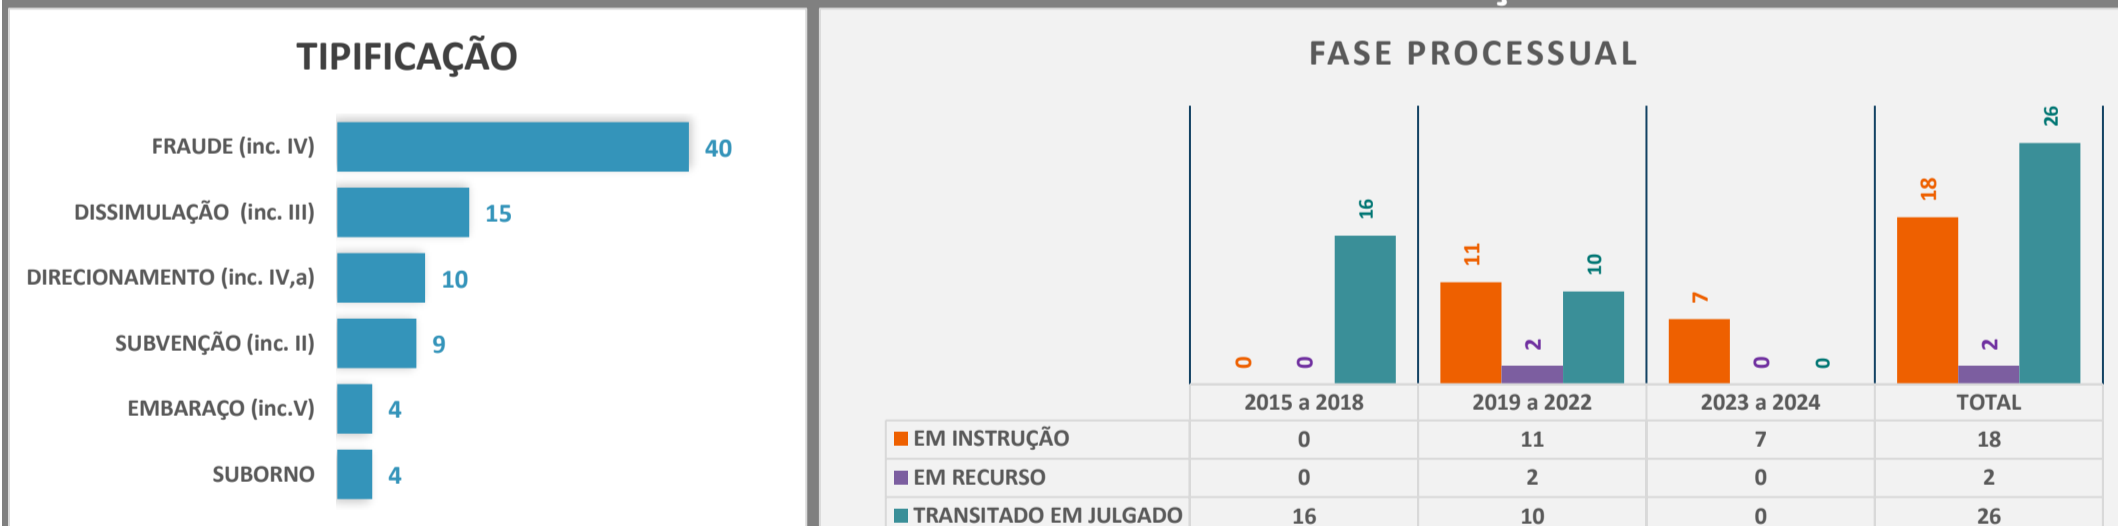 TIPIFICAÇÃO
FRAUDE (inc. IV) 40
DISSIMULAÇÃO (inc. III) 15
DIRECIONAMENTO (inc. IV,a) 10
SUBVENÇÃO (inc. II) 9
EMBARAÇO (inc.V) 4
SUBORNO 4
FASE PROCESSUAL
0 0 16 11 2 10 7 0 0 18 2 26
2015 a 2018 2019 a 2022 2023 a 2024 TOTAL
EM INSTRUÇÃO 0 11 7 18
EM RECURSO 0 2 0 2
TRANSITADO EM JULGADO 16 10 0 26